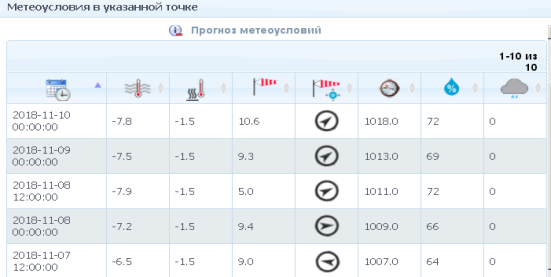 Метеоусловия в указанной точке
Прогноз метеоусловий
1-10 из
10
2018-11-10
00:00:00 -7.8 -1.5 10.6 1018.0 72 0
2018-11-09
00:00:00 -7.5 -1.5 9.3 1013.0 69 0
2018-11-08
12:00:00 -7.9 -1.5 5.0 1011.0 72 0
2018-11-08
00:00:00 -7.2 -1.5 9.4 1009.0 66 0
2018-11-07
12:00:00 -6.5 -1.5 9.0 1007.0 64 0